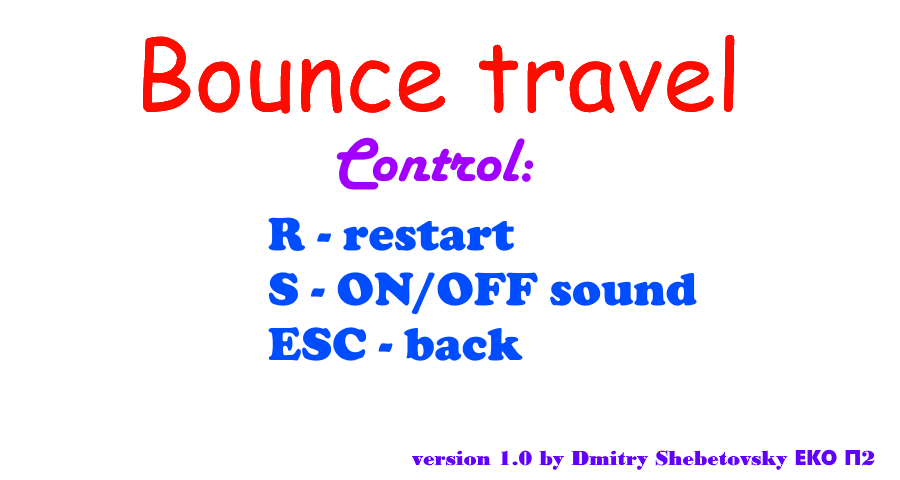 Bounce travel
Control:
R - restart
S - ON/OFF sound
ESC - back
version 1.0 by Dmitry Shebetovsky ЕКО П2